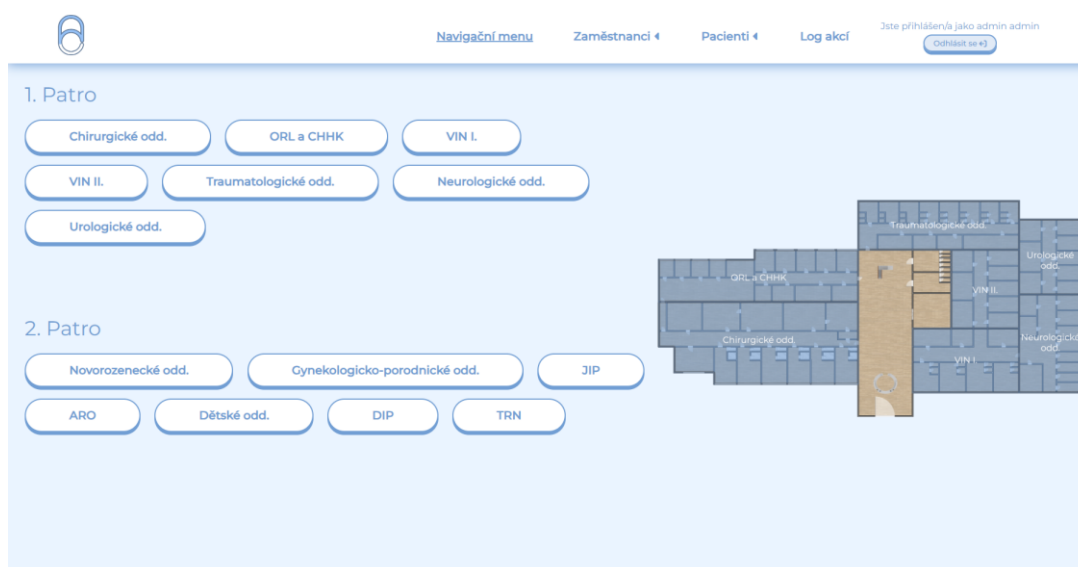 Navigační menu
Zaměstnanci
Pacienti
Log akcí
Jste přihlášen/a jako admin admin
Odhlásit se
1. Patro
Chirurgické odd.
ORL a CHHK
VIN I.
VIN II.
Traumatologické odd.
Neurologické odd.
Urologické odd.
2. Patro
Novorozenecké odd.
Gynekologicko-porodnické odd.
JIP
ARO
Dětské odd.
DIP
TRN
Traumatologické odd.
Urologické
odd.
ORL a CHHK
VIN II.
Chirurgické odd.
Neurologické
odd.
VIN I.